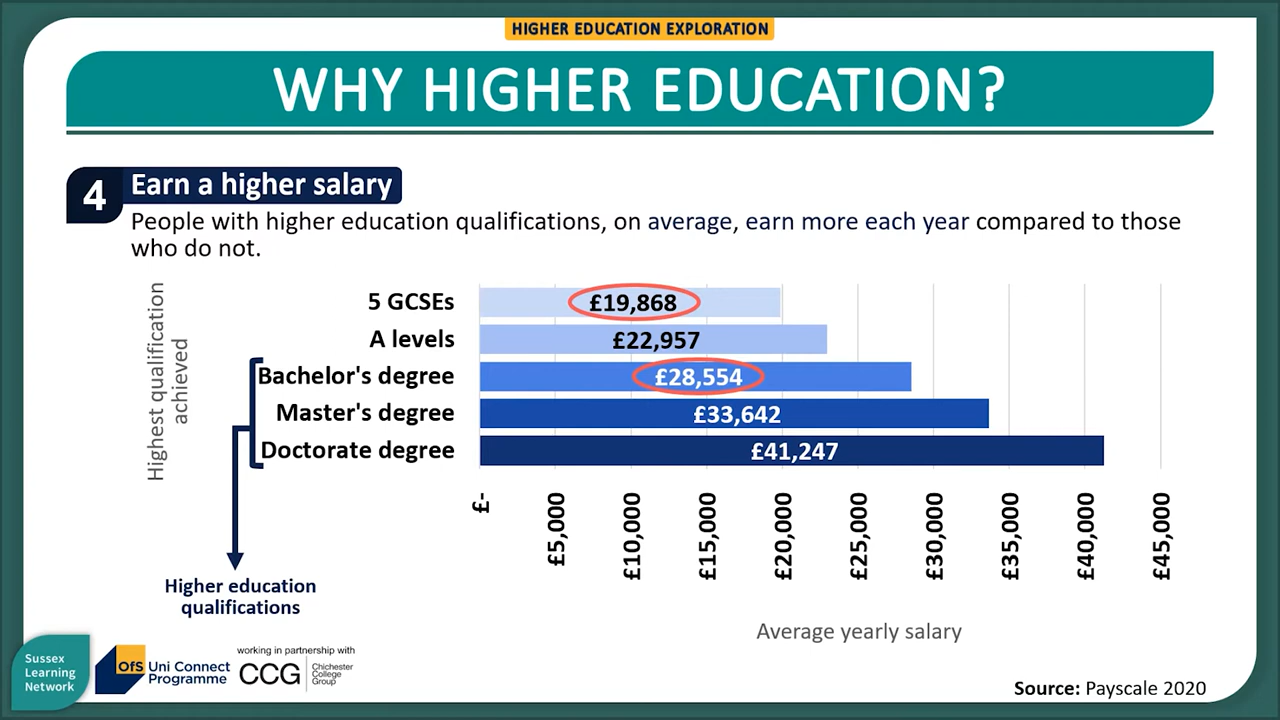 HIGHER EDUCATION EXPLORATION
WHY HIGHER EDUCATION?
4
Earn a higher salary
People with higher education qualifications, on average, earn more each year compared to those
who do not.
Highest qualification
achieved
5 GCSEs £19,868
A levels £22,957
Bachelor's degree £28,554
Master's degree £33,642
Doctorate degree £41,247
£- £5,000 £10,000 £15,000 £20,000 £25,000 £30,000 £35,000 £40,000 £45,000
Average yearly salary
Higher education
qualifications
Sussex
Learning
Network
OfS Uni Connect
Programme
working in partnership with
CCG
Chichester
College
Group
Source: Payscale 2020